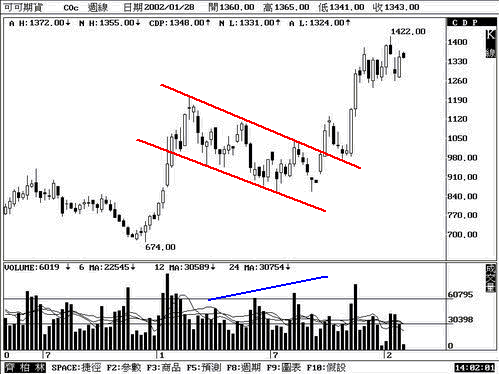 可可期貨 COc 週線 日期2002/01/28 開1360.00 高1365.00 低1341.00 收1343.00
A H:1372.00↓ N H:1355.00↓ CDP:1348.00↑ N L:1331.00↑ A L:1324.00↑
CDP
K線
1422.00
1400
1330
1260
1190
1120
1050
980.00
910.00
840.00
770.00
700.00
674.00
VOLUME:6019 ↓ 6 MA:22545↓ 12 MA:30589↓ 24 MA:30754↓
成交量
60795
30398
0 7 1 7 2
齊柏林 SPACE:捷徑 F2:參數 F3:商品 F5:預測 F8:週期 F9:圖表 F10:假設 14:02:01